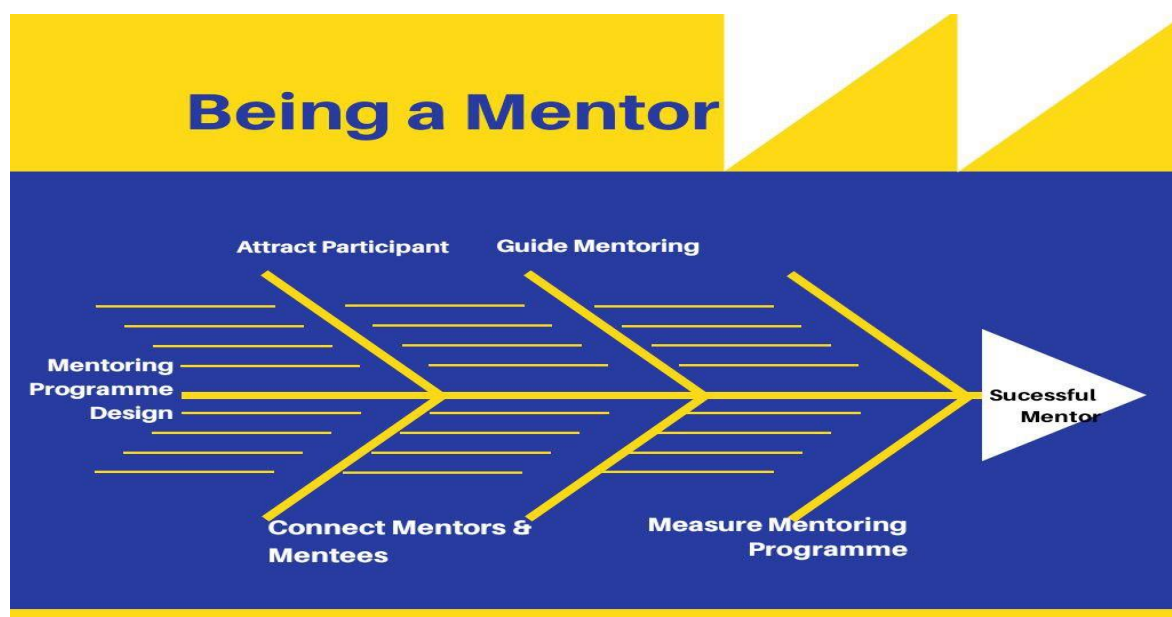 Being a Mentor
Attract Participant
Guide Mentoring
Mentoring
Programme
Design
Sucessful
Mentor
Connect Mentors &
Mentees
Measure Mentoring
Programme